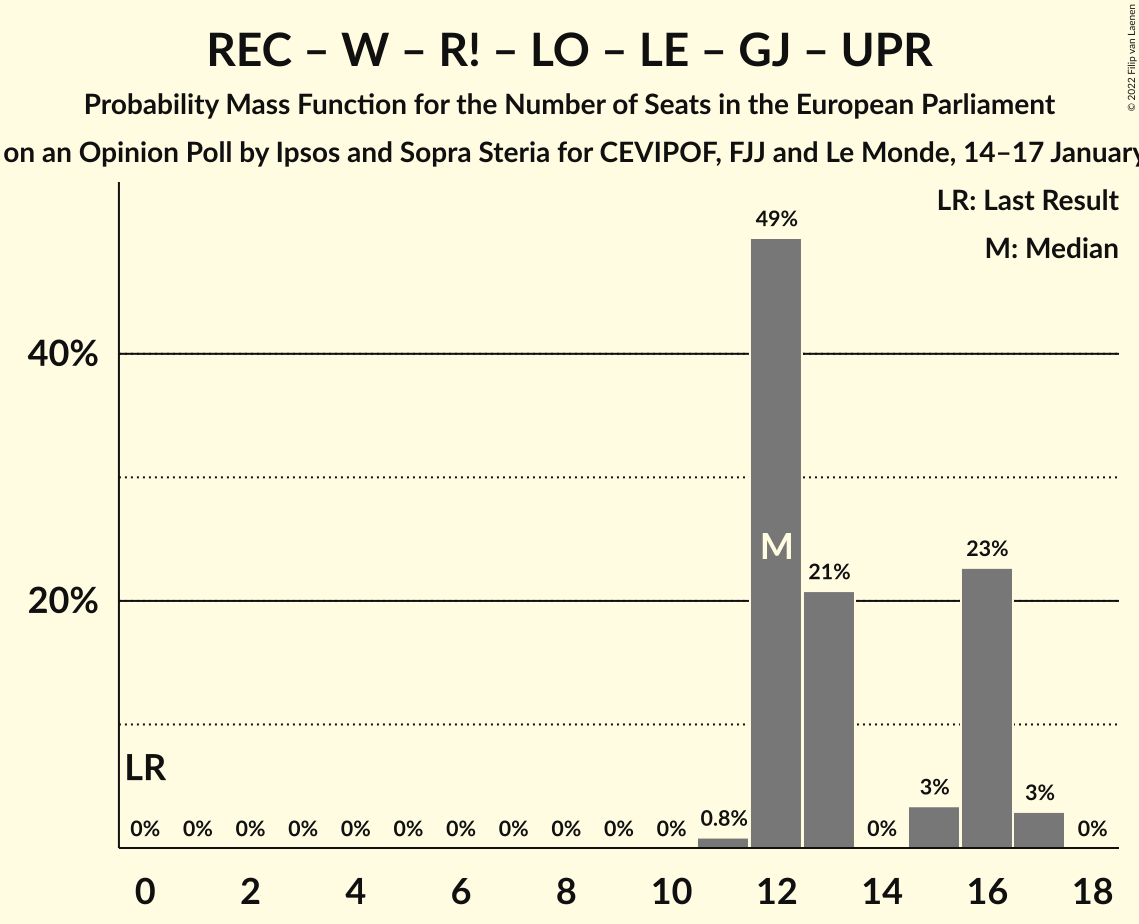 REC – W – R! – LO – LE – GJ – UPR
Probability Mass Function for the Number of Seats in the European Parliament
on an Opinion Poll by Ipsos and Sopra Steria for CEVIPOF, FJJ and Le Monde, 14–17 January
© 2022 Filip van Laenen
LR: Last Result
M: Median
49%
40%
M
23%
21%
20%
LR
3%
3%
0.8%
0% 0% 0% 0% 0% 0% 0% 0% 0% 0% 0% 0% 0%
0 2 4 6 8 10 12 14 16 18